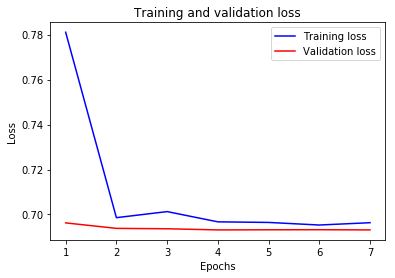 Training and validation loss
Training loss
Validation loss
0.78
0.76
0.74
0.72
0.70
Loss
1 2 3 4 5 6 7
Epochs